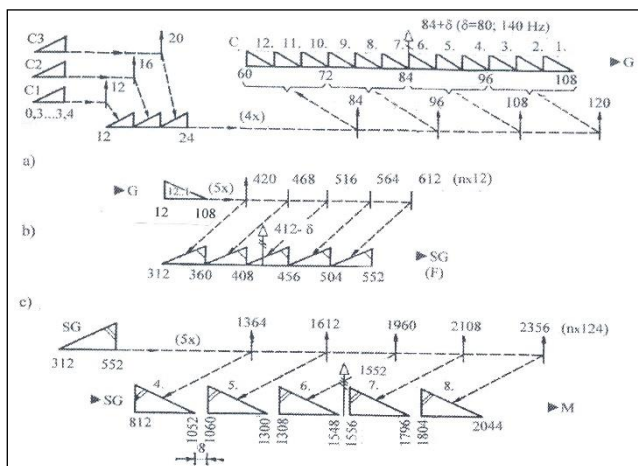 84+δ (δ=80; 140 Hz)
C3
20
C. 12. 11. 10. 9. 8. 7. 6. 5. 4. 3. 2. 1.
▶G
C2
16
60 72 84 96 108
C1
12
0,3...3,4
84 96 108 120
12 24
(4x)
a)
▶G
12..1
(5x)
420 468 516 564 612 (nx12)
12 108
b)
412-δ
▶SG
(F)
312 360 408 456 504 552
c)
SG
(5x)
1364 1612 1960 2108 2356 (nx124)
312 552
1552
▶SG
4. 5. 6. 7. 8.
▶M
812 1052 1060 1300 1308 1548 1556 1796 1804 2044
8